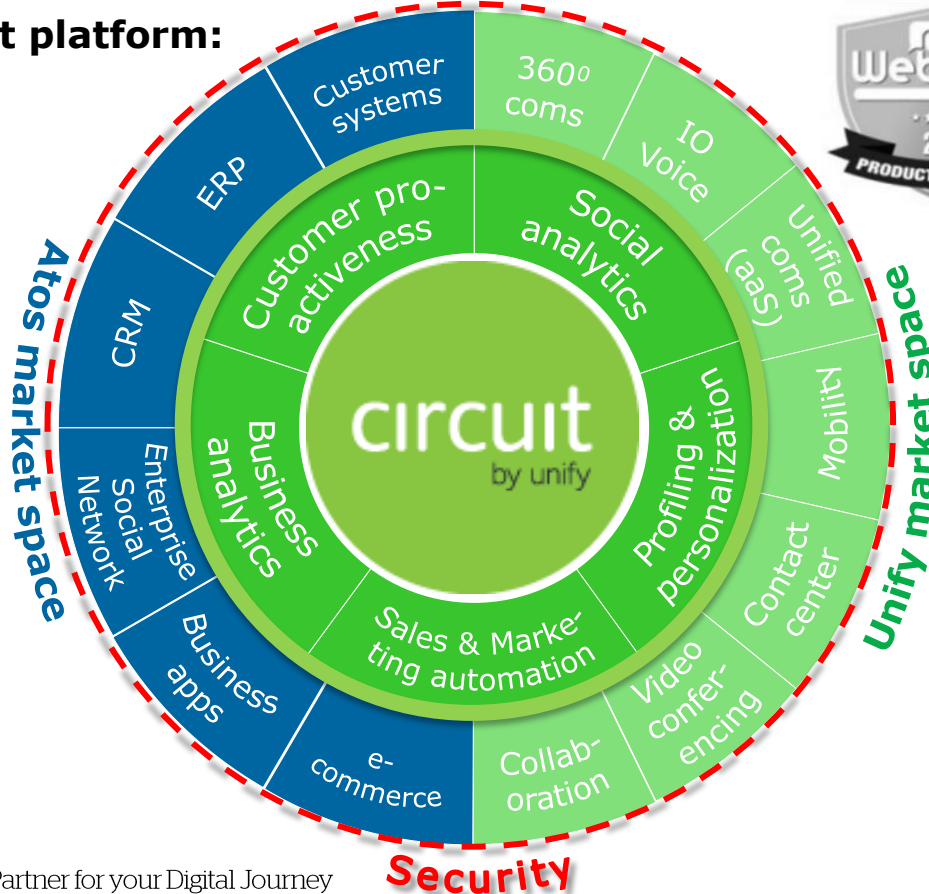 t platform:
Customer
systems
360⁰
coms
IO
Voice
Unified
coms
(aaS)
Mobility
Contact
center
Video
confer-
encing
Collab-
oration
e-
commerce
Business
apps
Enterprise
Social
Network
CRM
ERP
Customer pro-
activeness
Social
analytics
Profiling &
personalization
Sales & Marke-
ting automation
Business
analytics
circuit
by unify
Atos market space
Unify market space
Web
PRODUCT
Security
Partner for your Digital Journey